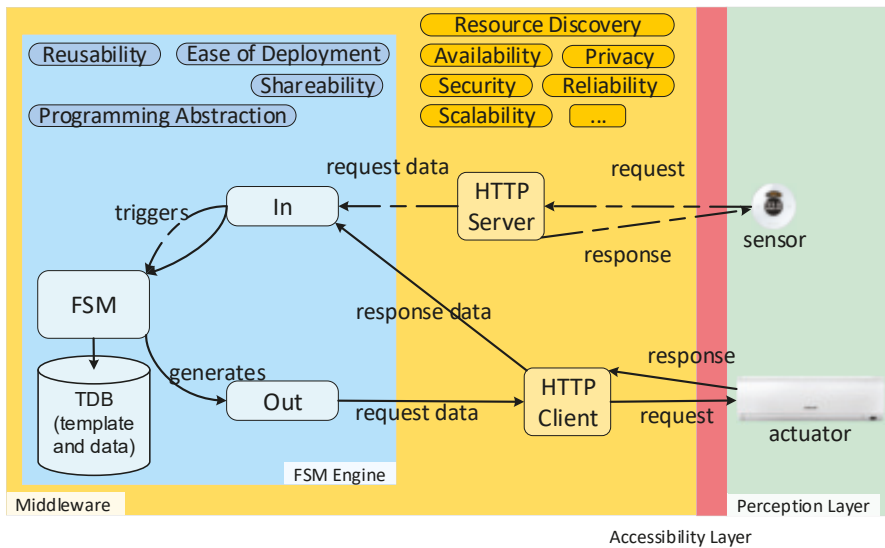 Resource Discovery
Reusability
Ease of Deployment
Availability
Privacy
Shareability
Security
Reliability
Programming Abstraction
Scalability
...
request data
request
triggers
In
HTTP
Server
response
sensor
FSM
response data
response
generates
TDB
(template
and data)
Out
request data
HTTP
Client
request
actuator
FSM Engine
Middleware
Perception Layer
Accessibility Layer